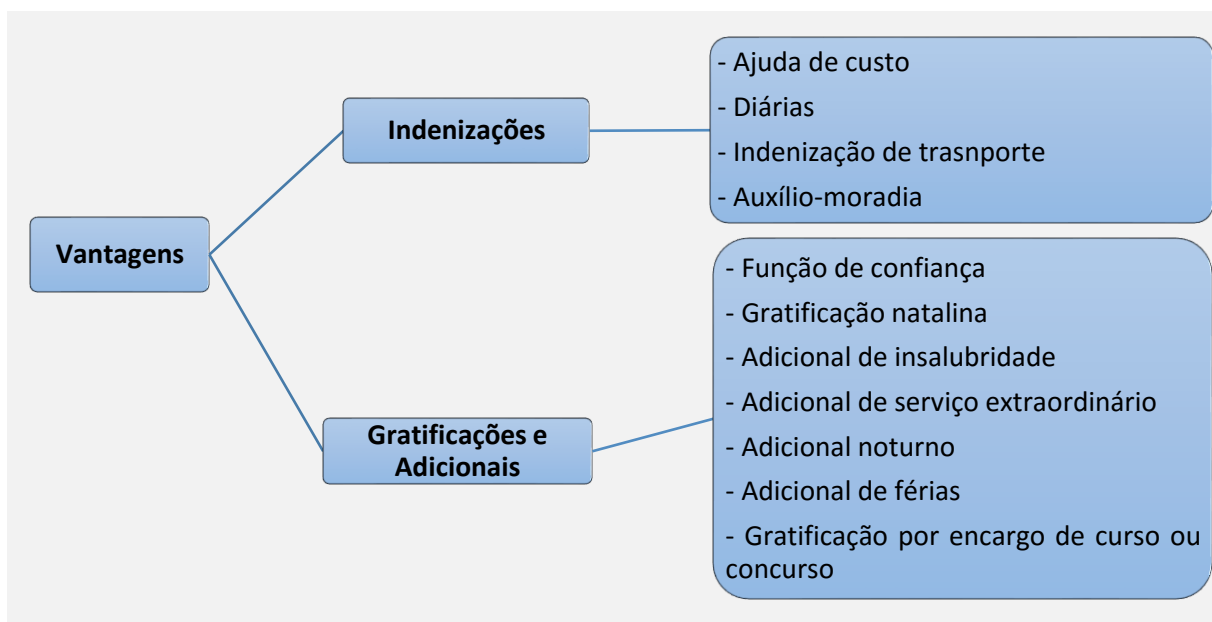 Vantagens
Indenizações
- Ajuda de custo
- Diárias
- Indenização de trasnporte
- Auxílio-moradia
Gratificações e
Adicionais
- Função de confiança
- Gratificação natalina
- Adicional de insalubridade
- Adicional de serviço extraordinário
- Adicional noturno
- Adicional de férias
- Gratificação por encargo de curso ou
concurso